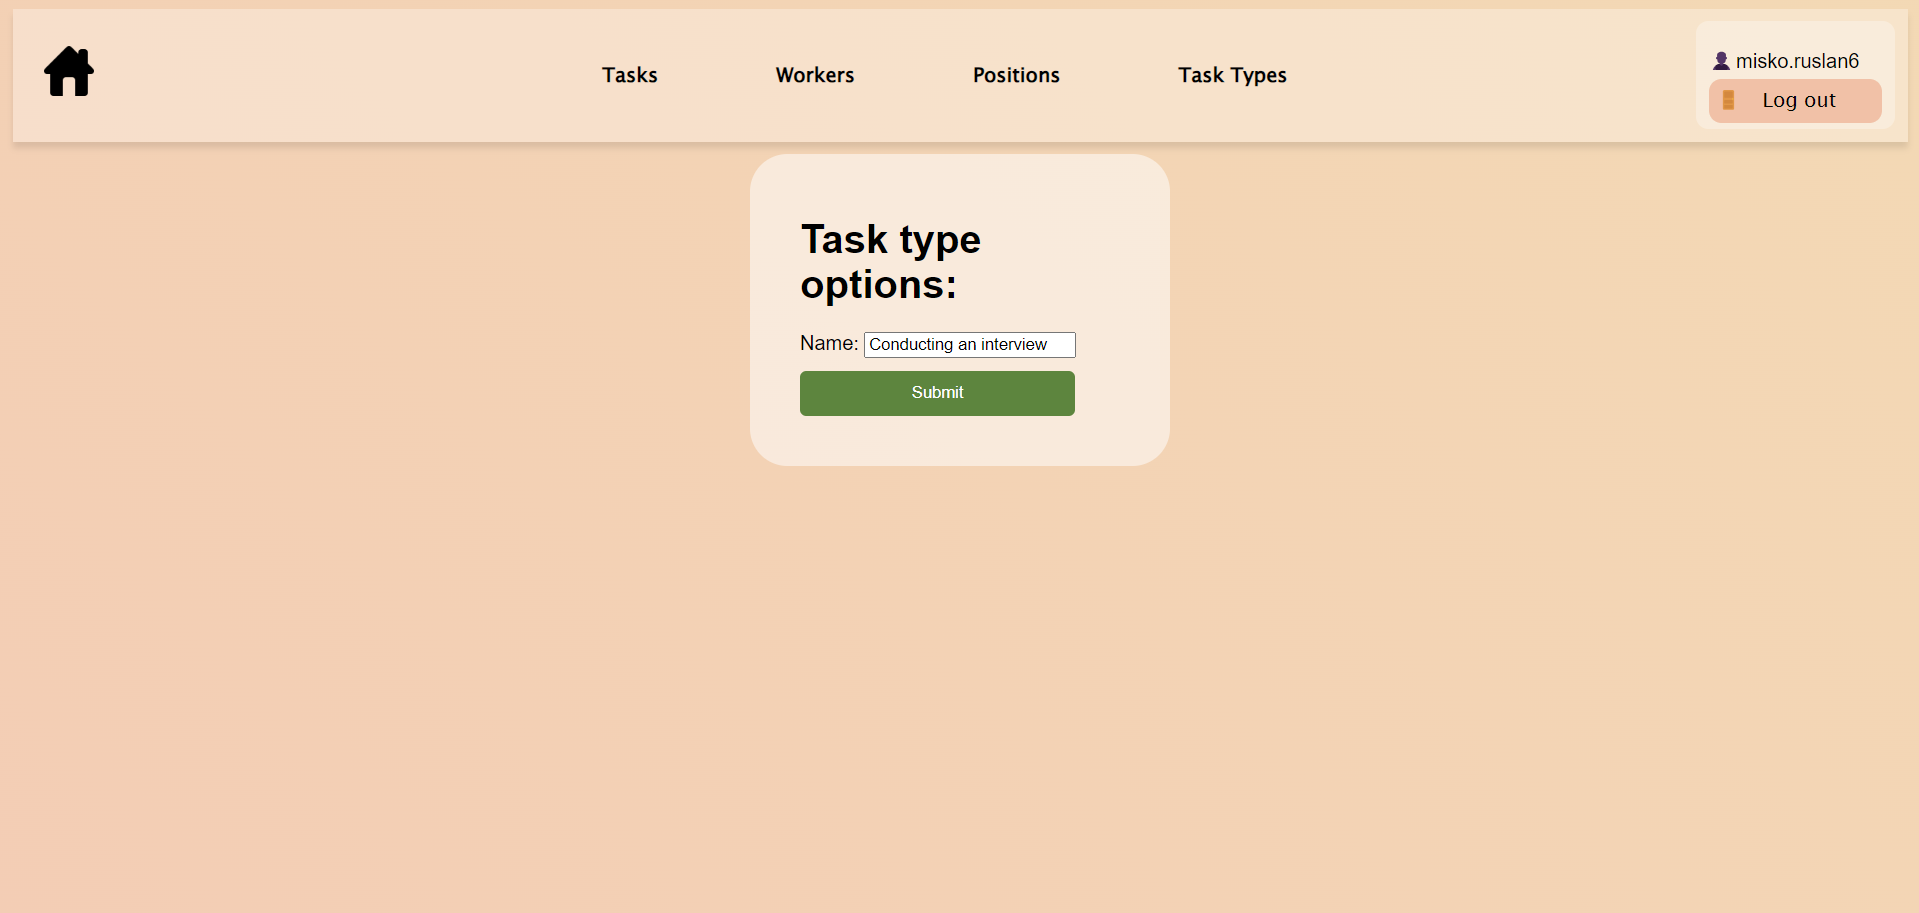 Tasks
Workers
Positions
Task Types
misko.ruslan6
Log out
Task type
options:
Name: Conducting an interview
Submit